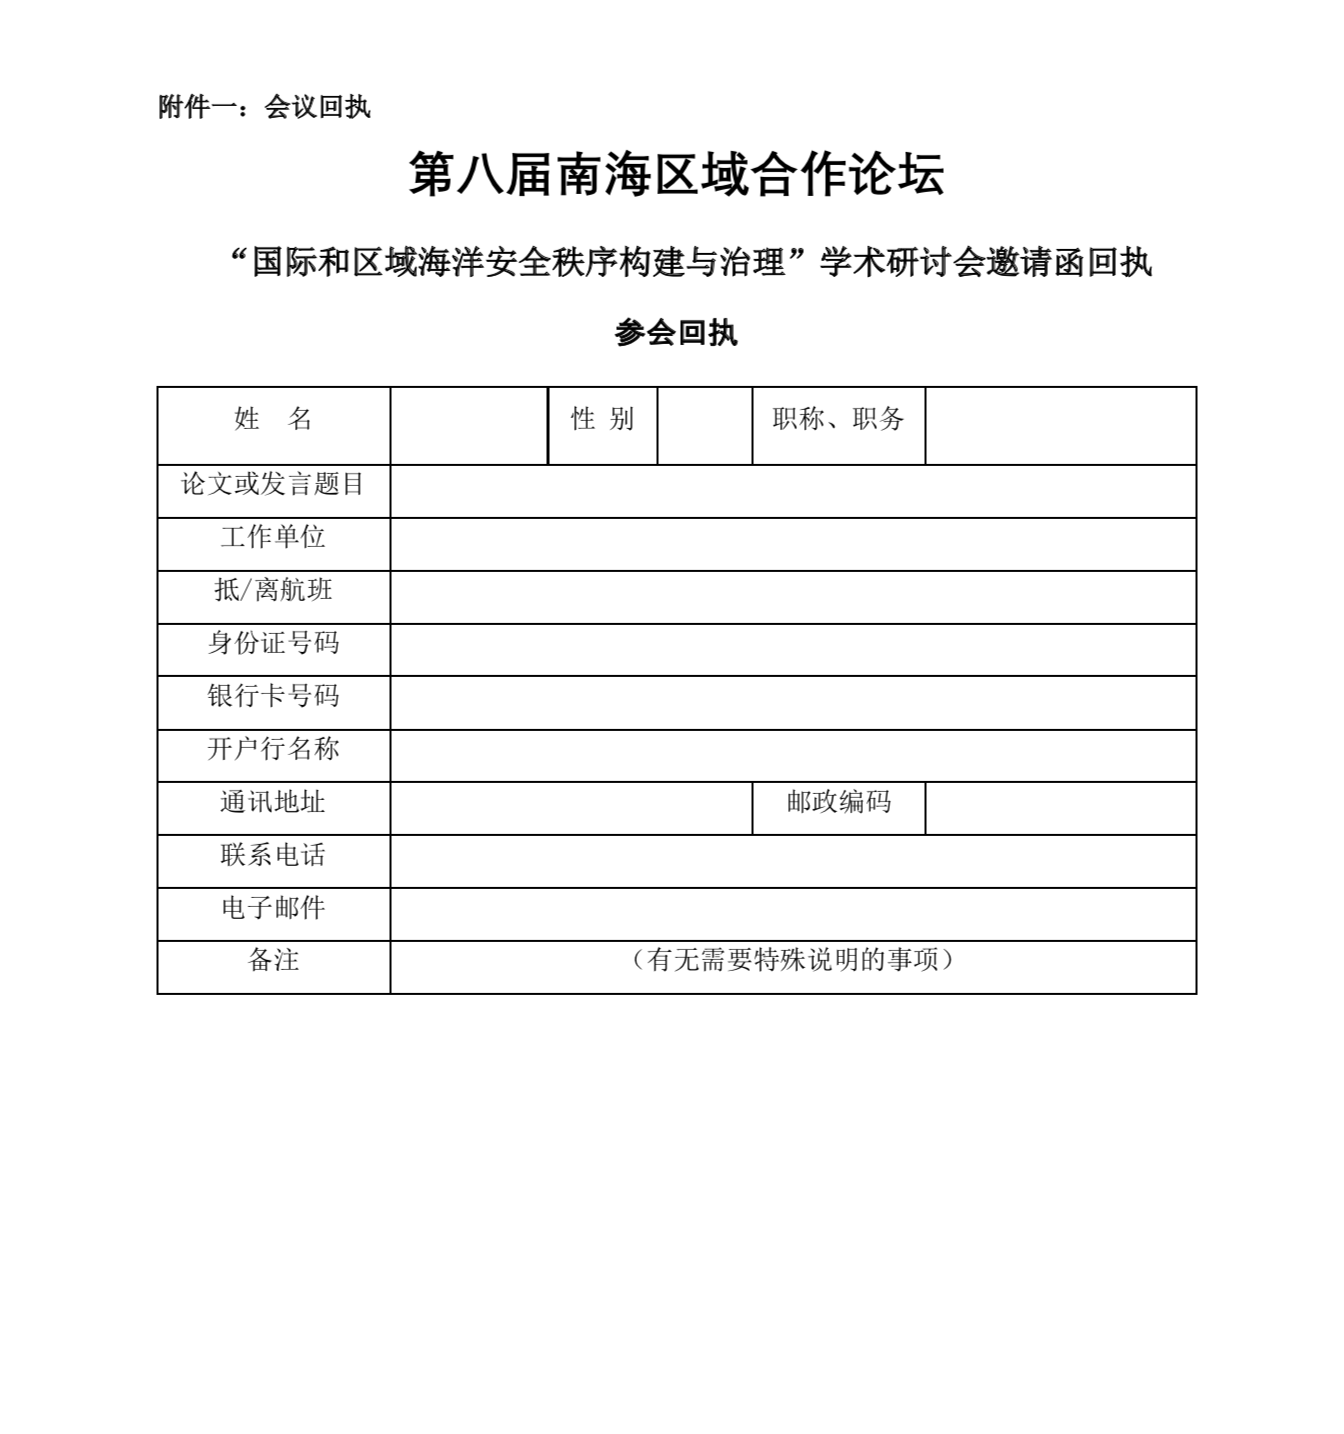 附件一：会议回执
第八届南海区域合作论坛
“国际和区域海洋安全秩序构建与治理”学术研讨会邀请函回执
参会回执
姓 名 性 别 职称、职务
论文或发言题目
工作单位
抵/离航班
身份证号码
银行卡号码
开户行名称
通讯地址 邮政编码
联系电话
电子邮件
备注 （有无需要特殊说明的事项）